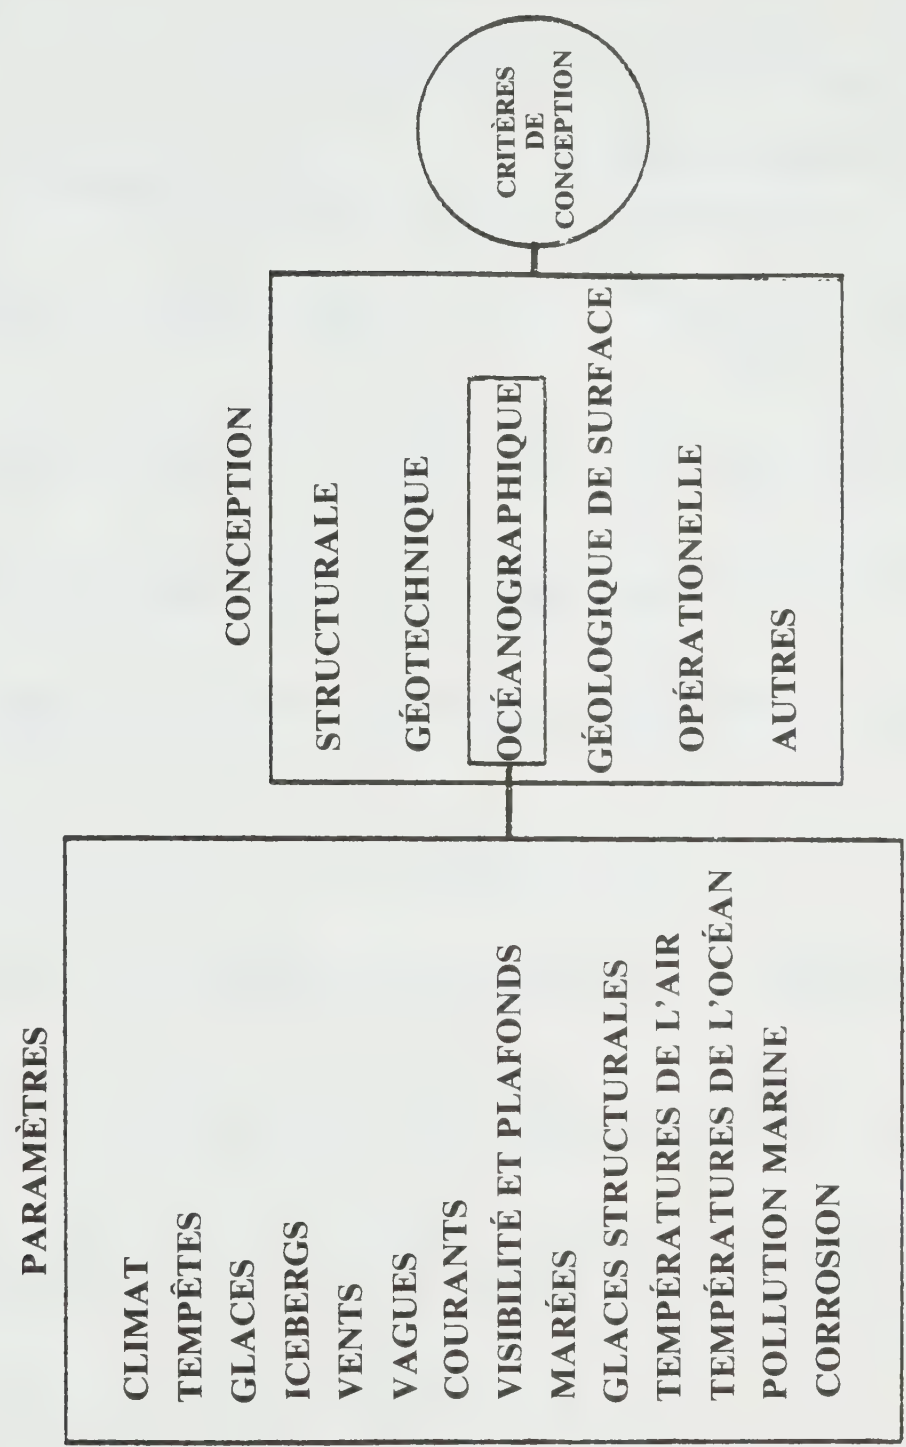 PARAMÈTRES
CLIMAT
TEMPÊTES
GLACES
ICEBERGS
VENTS
VAGUES
COURANTS
VISIBILITÉ ET PLAFONDS
MARÉES
GLACES STRUCTURALES
TEMPÉRATURES DE L'AIR
TEMPÉRATURES DE L'OCÉAN
POLLUTION MARINE
CORROSION
CONCEPTION
STRUCTURALE
GÉOTECHNIQUE
OCÉANOGRAPHIQUE
GÉOLOGIQUE DE SURFACE
OPÉRATIONELLE
AUTRES
CRITÈRES
DE
CONCEPTION